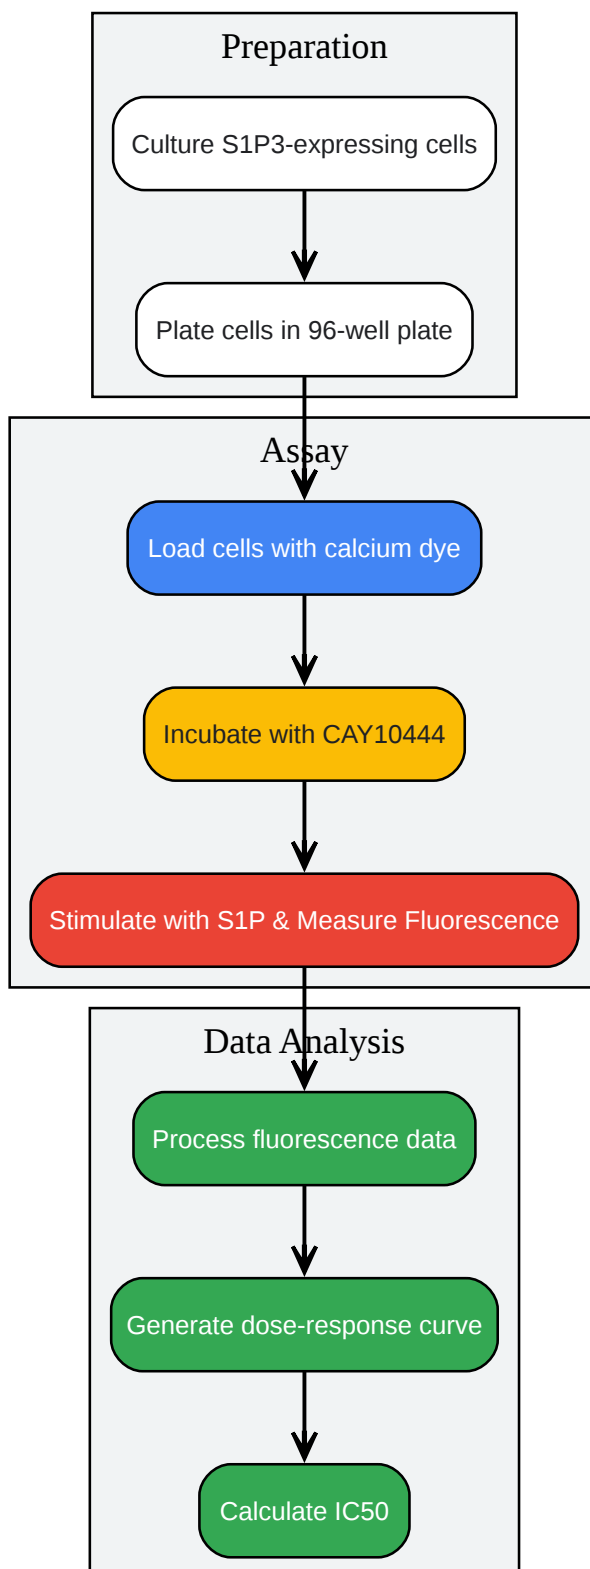 Preparation
Culture S1P3-expressing cells
Plate cells in 96-well plate
Assay
Load cells with calcium dye
Incubate with CAY10444
Stimulate with S1P & Measure Fluorescence
Data Analysis
Process fluorescence data
Generate dose-response curve
Calculate IC50